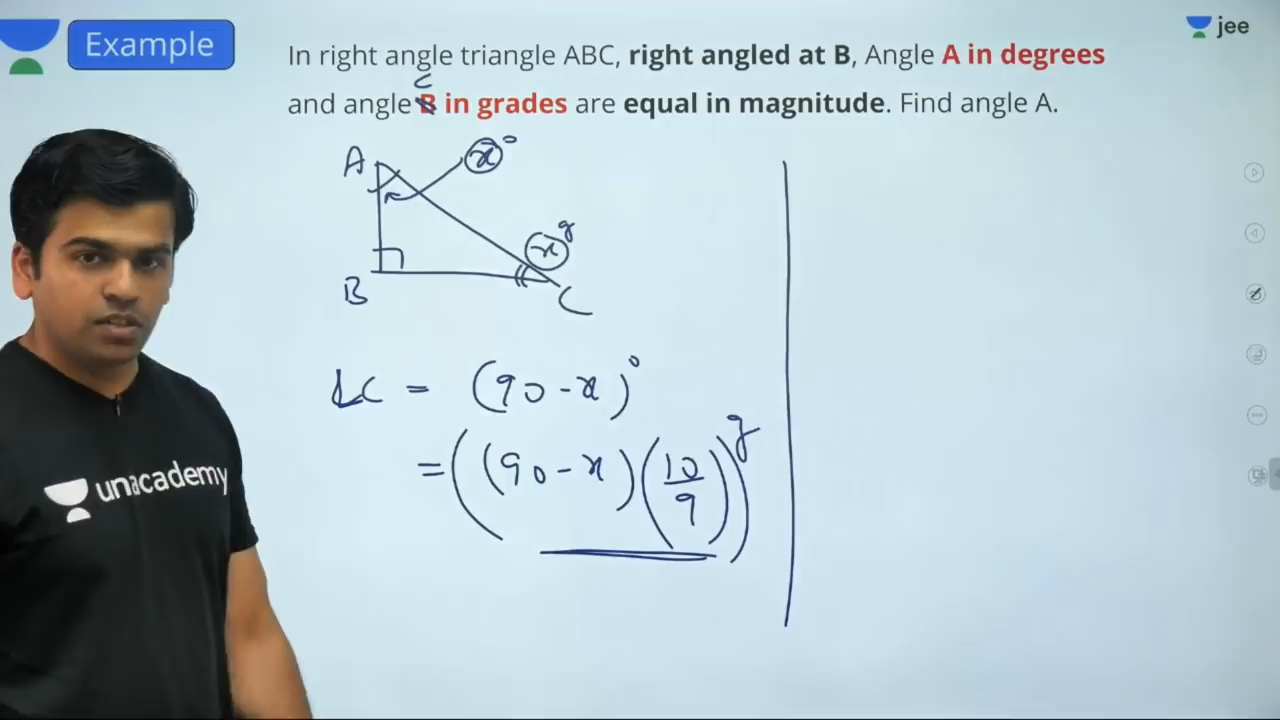 Example
jee
In right angle triangle ABC, right angled at B, Angle A in degrees
C
and angle B in grades are equal in magnitude. Find angle A.
A x°
x^g
B C
∠C = (90-x)°
= ((90-x)(10/9))^g
unacademy